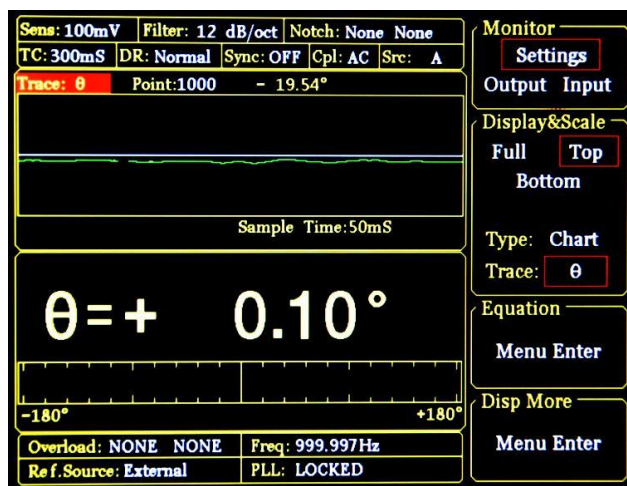 Sens: 100mV Filter: 12 dB/oct Notch: None None
TC: 300mS DR: Normal Sync: OFF Cpl: AC Src: A
Trace: θ Point:1000 - 19.54°
Sample Time:50mS
θ=+ 0.10°
-180° +180°
Overload: NONE NONE Freq: 999.997Hz
Ref.Source: External PLL: LOCKED
Monitor
Settings
Output Input
Display&Scale
Full Top
Bottom
Type: Chart
Trace: θ
Equation
Menu Enter
Disp More
Menu Enter